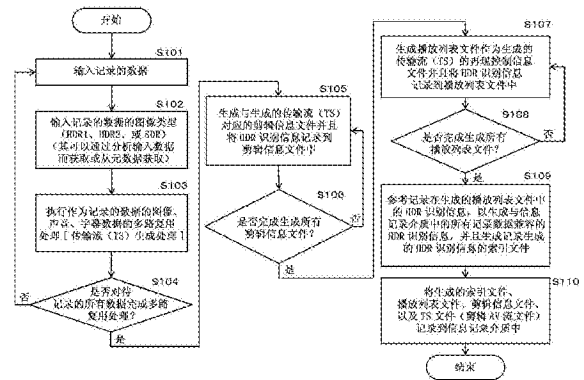 开始
S101
输入记录的数据
S102
输入记录的数据的图像类型
(HDR1、HDR2、或SDR)
(其可以通过分析输入数据
而获取或从元数据获取)
S103
执行作为记录的数据的图像、
声音、字幕数据的多路复用
处理[传输流(TS)生成处理]
S104
是否对待
记录的所有数据完成多路
复用处理?
否
是
S105
生成与生成的传输流(TS)
对应的剪辑信息文件并且
将HDR识别信息记录到
剪辑信息文件中
S106
是否完成生成所有
剪辑信息文件?
否
是
S107
生成播放列表文件作为生成的
传输流(TS)的再现控制信息
文件并且将HDR识别信息
记录到播放列表文件中
S108
是否完成生成所有
播放列表文件?
否
是
S109
参考记录在生成的播放列表文件中
的HDR识别信息,以生成与信息
记录介质中的所有记录数据兼容的
HDR识别信息,并且生成记录生成
的HDR识别信息的索引文件
S110
将生成的索引文件、
播放列表文件、剪辑信息文件、
以及TS文件(剪辑AV流文件)
记录到信息记录介质中
结束